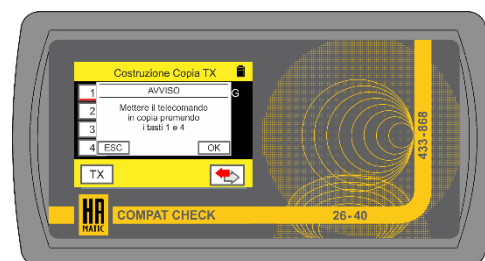 Costruzione Copia TX
AVVISO
Mettere il telecomando
in copia premendo
i tasti 1 e 4
ESC
OK
1
2
3
4
G
TX
HR
MATIC
COMPAT CHECK
26-40
433-868